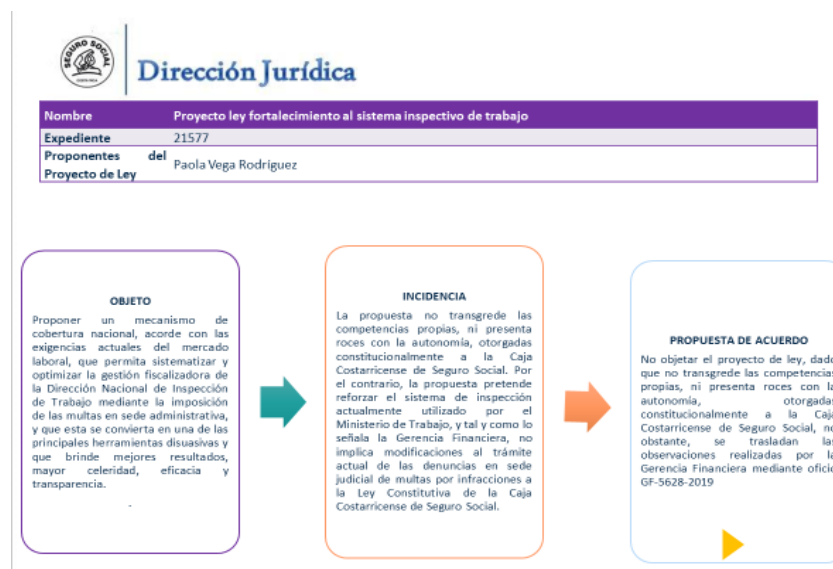 SEGURO SOCIAL
Dirección Jurídica
Nombre Proyecto ley fortalecimiento al sistema inspectivo de trabajo
Expediente 21577
Proponentes del
Proyecto de Ley
Paola Vega Rodríguez
OBJETO
Proponer un mecanismo de
cobertura nacional, acorde con las
exigencias actuales del mercado
laboral, que permita sistematizar y
optimizar la gestión fiscalizadora de
la Dirección Nacional de Inspección
de Trabajo mediante la imposición
de las multas en sede administrativa,
y que esta se convierta en una de las
principales herramientas disuasivas y
que brinde mejores resultados,
mayor celeridad, eficacia y
transparencia.
.
INCIDENCIA
La propuesta no transgrede las
competencias propias, ni presenta
roces con la autonomía, otorgadas
constitucionalmente a la Caja
Costarricense de Seguro Social. Por
el contrario, la propuesta pretende
reforzar el sistema de inspección
actualmente utilizado por el
Ministerio de Trabajo, y tal y como lo
señala la Gerencia Financiera, no
implica modificaciones al trámite
actual de las denuncias en sede
judicial de multas por infracciones a
la Ley Constitutiva de la Caja
Costarricense de Seguro Social.
PROPUESTA DE ACUERDO
No objetar el proyecto de ley, dado
que no transgrede las competencias
propias, ni presenta roces con la
autonomía, otorgadas
constitucionalmente a la Caja
Costarricense de Seguro Social, no
obstante, se trasladan las
observaciones realizadas por la
Gerencia Financiera mediante oficio
GF-5628-2019